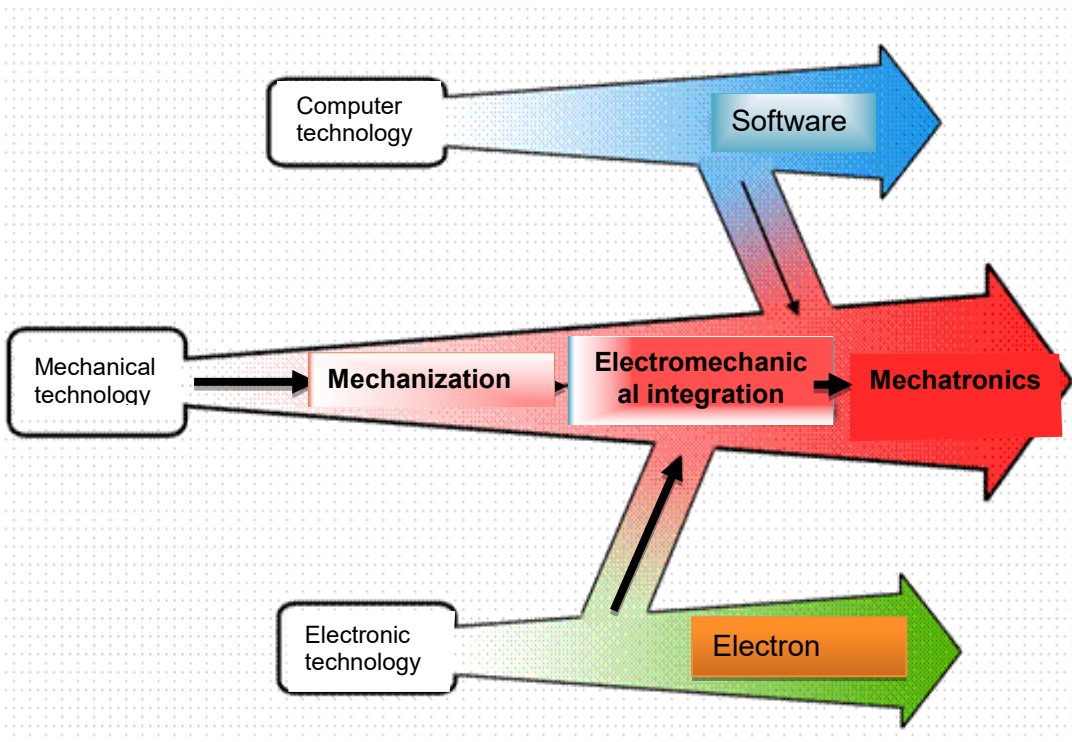 Computer
technology
Software
Mechanical
technology
Mechanization
Electromechanic
al integration
Mechatronics
Electronic
technology
Electron